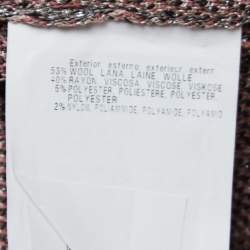 Exterior esterno, exterieur, extern
53% WOOL LANA, LAINE, WOLLE
40% RAYON, VISCOSA, VISCOSE, VISKOSE
5% POLYESTER, POLIESTERE, POLYESTER,
POLYESTER
2% NYLON, POLIAMMIDE, POLYAMIDE, POLYAMID